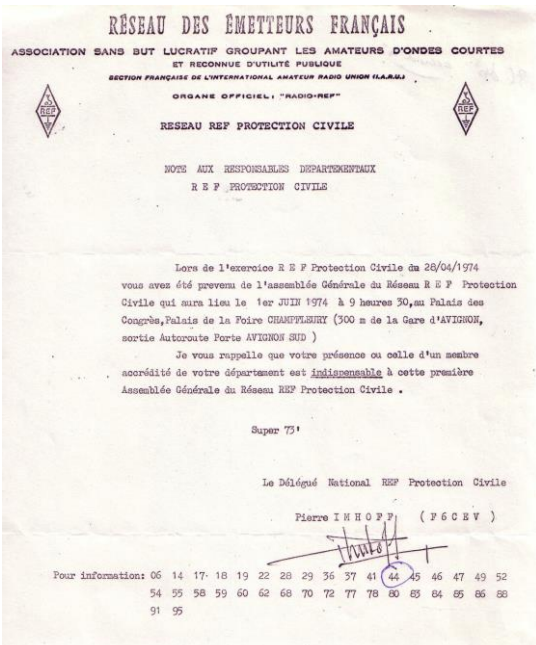 RÉSEAU DES ÉMETTEURS FRANÇAIS
ASSOCIATION SANS BUT LUCRATIF GROUPANT LES AMATEURS D'ONDES COURTES
ET RECONNUE D'UTILITÉ PUBLIQUE
SECTION FRANÇAISE DE L'INTERNATIONAL AMATEUR RADIO UNION (I.A.R.U.)
ORGANE OFFICIEL : "RADIO-REF"
REF
REF
RESEAU REF PROTECTION CIVILE
NOTE AUX RESPONSABLES DEPARTEMENTAUX
R E F PROTECTION CIVILE
Lors de l'exercice R E F Protection Civile du 28/04/1974
vous avez été prevenu de l'assemblée Générale du Réseau R E F Protection
Civile qui aura lieu le 1er JUIN 1974 à 9 heures 30,au Palais des
Congrès,Palais de la Foire CHAMPFLEURY (300 m de la Gare d'AVIGNON,
sortie Autoroute Porte AVIGNON SUD )
Je vous rappelle que votre présence ou celle d'un membre
accrédité de votre département est indispensable à cette première
Assemblée Générale du Réseau REF Protection Civile .
Super 73'
Le Délégué National REF Protection Civile
Pierre I M H O F F ( F 6 C E V )
Pour information: 06 14 17 18 19 22 28 29 36 37 41 44 45 46 47 49 52
54 55 58 59 60 62 68 70 72 77 78 80 83 84 85 86 88
91 95